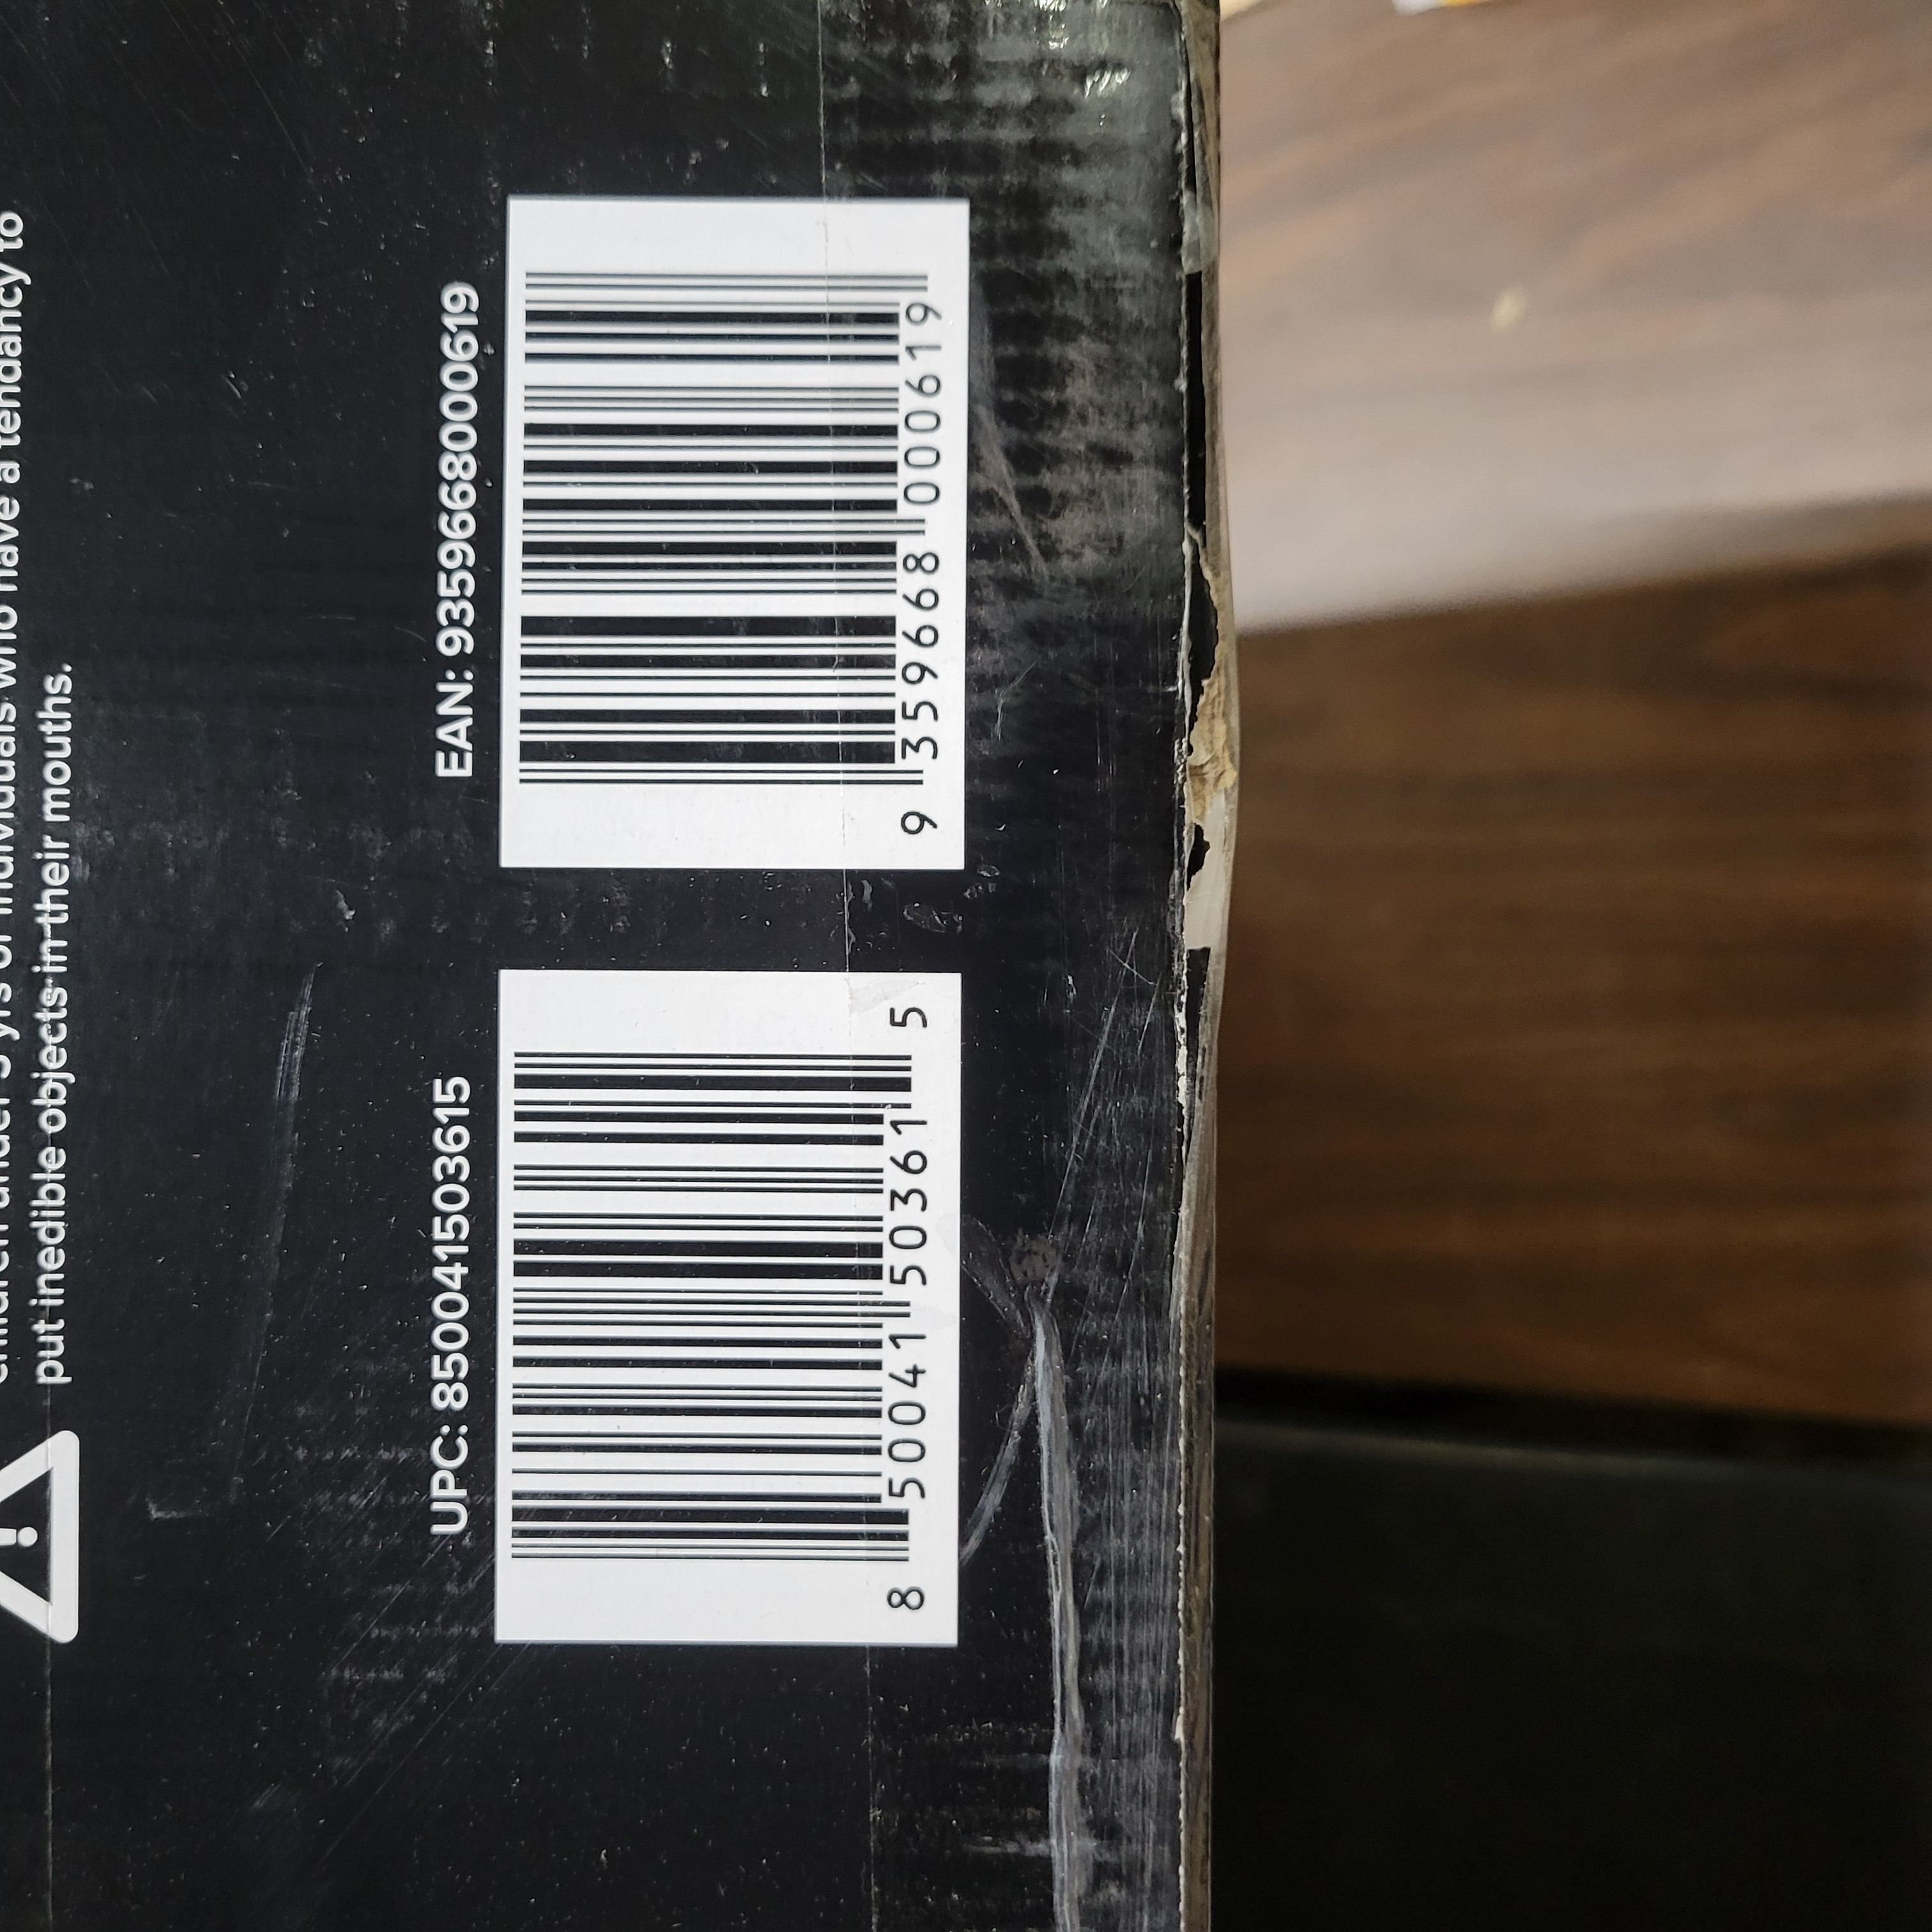 children under 3 yrs or individuals who have a tendancy to
put inedible objects in their mouths.
UPC: 850041503615
8 50041 50361 5
EAN: 9359668000619
9 359668 000619